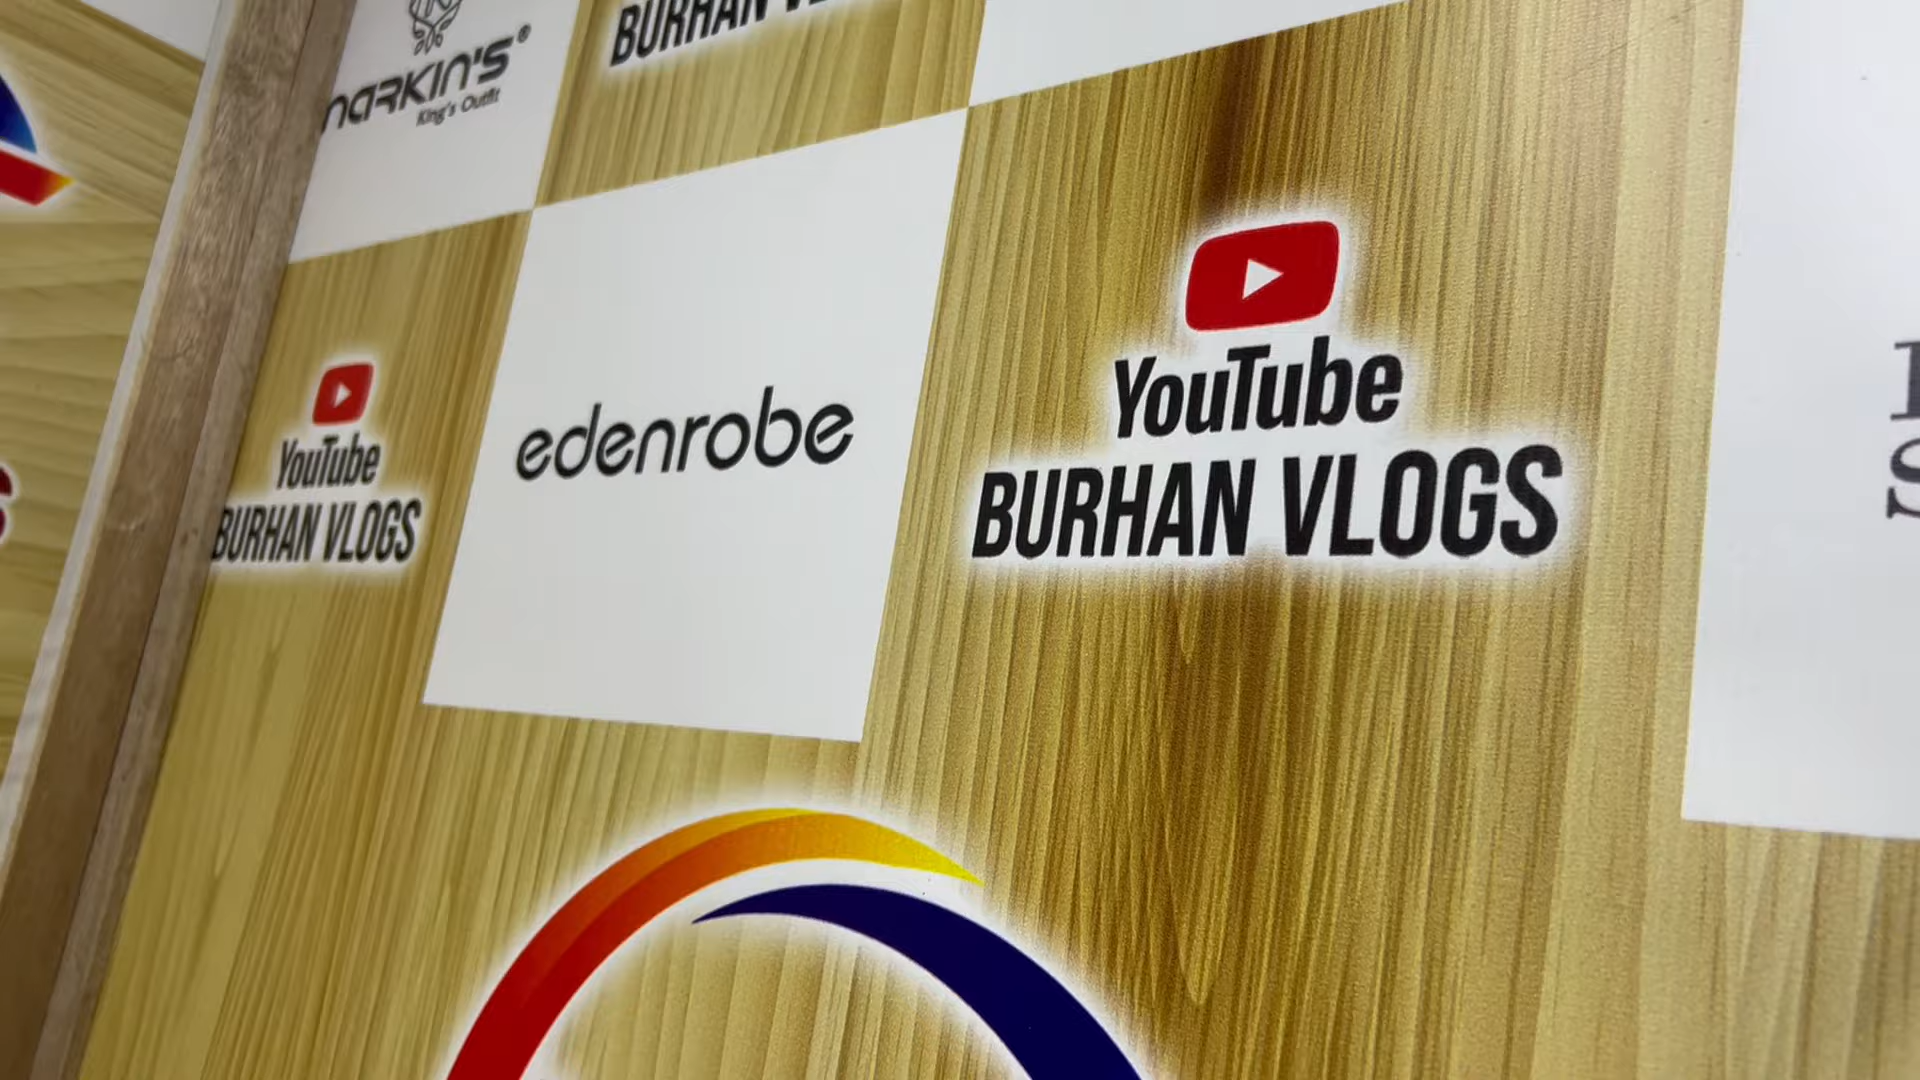 narkin's®
King's Outfit
BURHAN
YouTube
BURHAN VLOGS
edenrobe
YouTube
BURHAN VLOGS